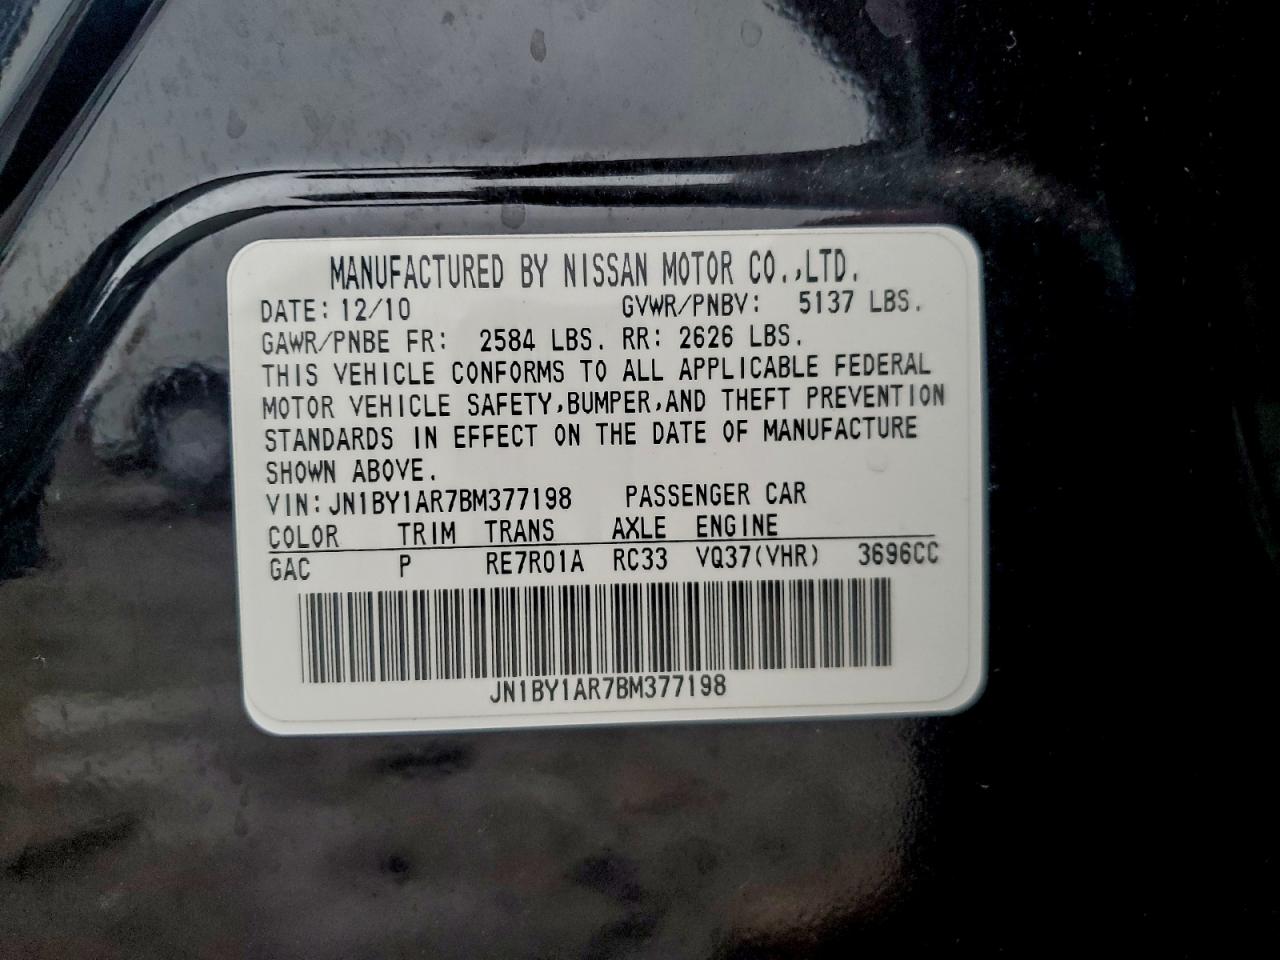 MANUFACTURED BY NISSAN MOTOR CO.,LTD.
DATE: 12/10 GVWR/PNBV: 5137 LBS.
GAWR/PNBE FR: 2584 LBS. RR: 2626 LBS.
THIS VEHICLE CONFORMS TO ALL APPLICABLE FEDERAL
MOTOR VEHICLE SAFETY,BUMPER,AND THEFT PREVENTION
STANDARDS IN EFFECT ON THE DATE OF MANUFACTURE
SHOWN ABOVE.
VIN: JN1BY1AR7BM377198 PASSENGER CAR
COLOR TRIM TRANS AXLE ENGINE
GAC P RE7R01A RC33 VQ37(VHR) 3696CC
JN1BY1AR7BM377198